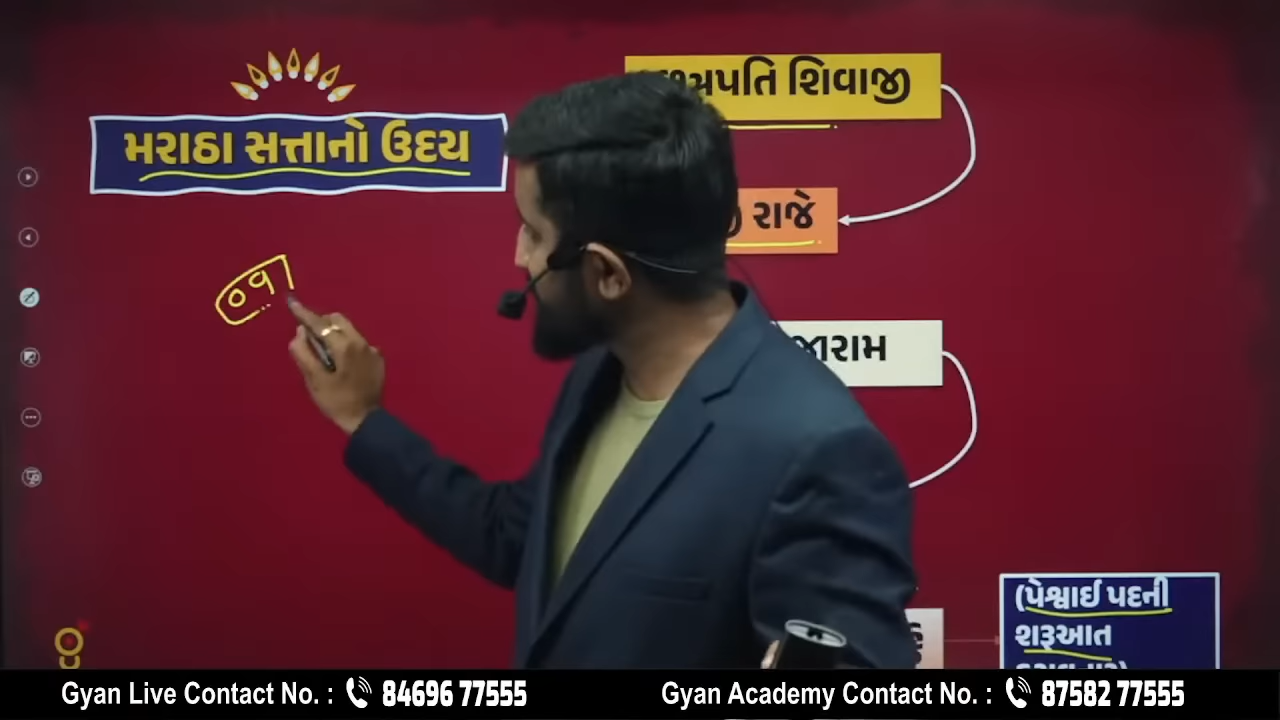 મરાઠા સત્તાનો ઉદય
શિવાજી
રાજે
૦૧
(પેશ્વાઈ પદની
શરૂઆત
Gyan Live Contact No. : 84696 77555
Gyan Academy Contact No. : 87582 77555